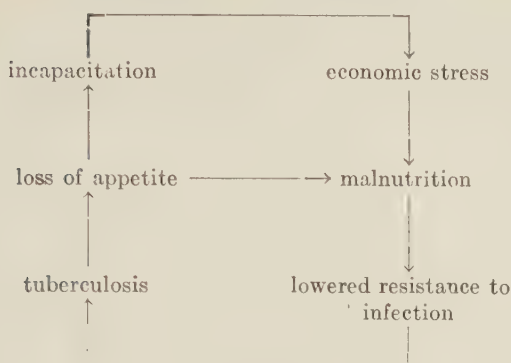 incapacitation economic stress
loss of appetite malnutrition
tuberculosis lowered resistance to
infection